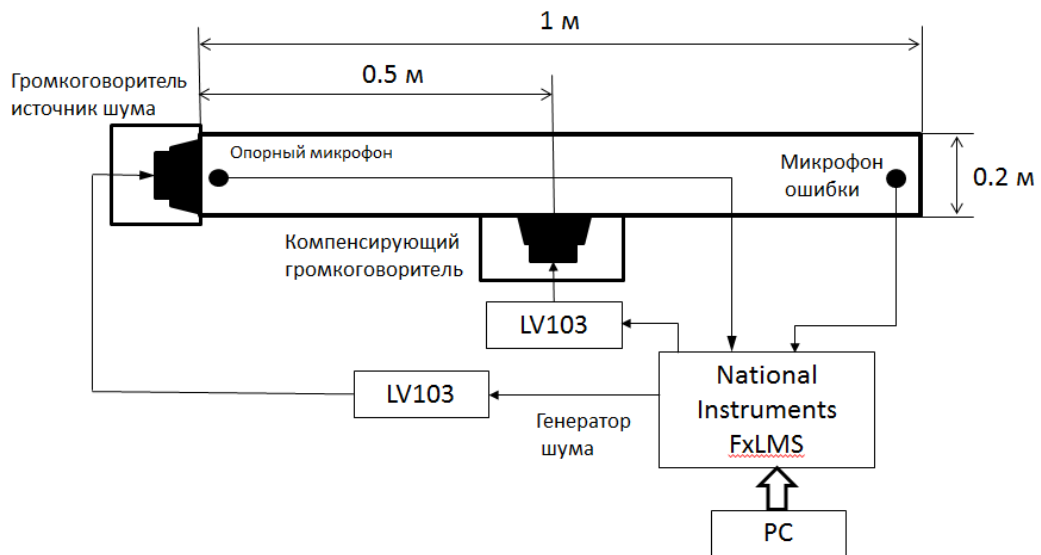 1 м
Громкоговоритель
источник шума
0.5 м
Опорный микрофон
Микрофон
ошибки
0.2 м
Компенсирующий
громкоговоритель
LV103
LV103
Генератор
шума
National
Instruments
FxLMS
PC